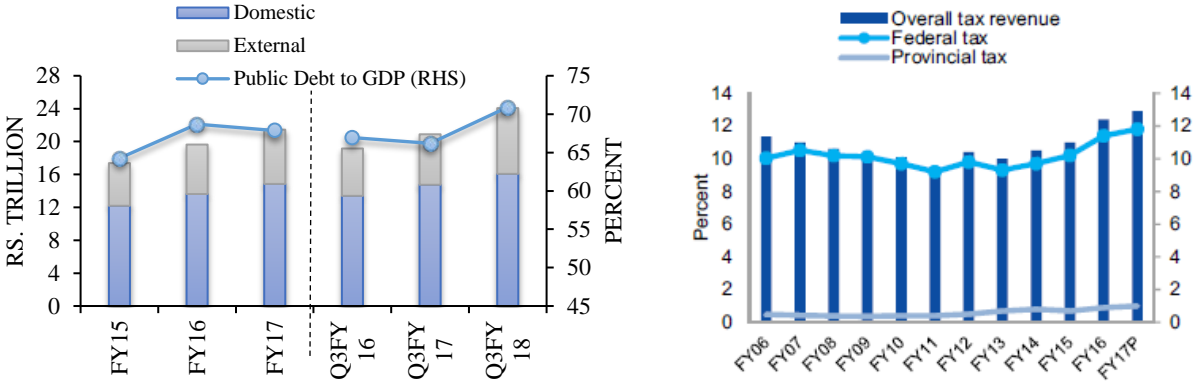 Domestic
External
Public Debt to GDP (RHS)
RS. TRILLION
28
24
20
16
12
8
4
0
75
70
65
60
55
50
45
PERCENT
FY15
FY16
FY17
Q3FY
16
Q3FY
17
Q3FY
18
Overall tax revenue
Federal tax
Provincial tax
Percent
14
12
10
8
6
4
2
0
14
12
10
8
6
4
2
0
FY06
FY07
FY08
FY09
FY10
FY11
FY12
FY13
FY14
FY15
FY16
FY17P